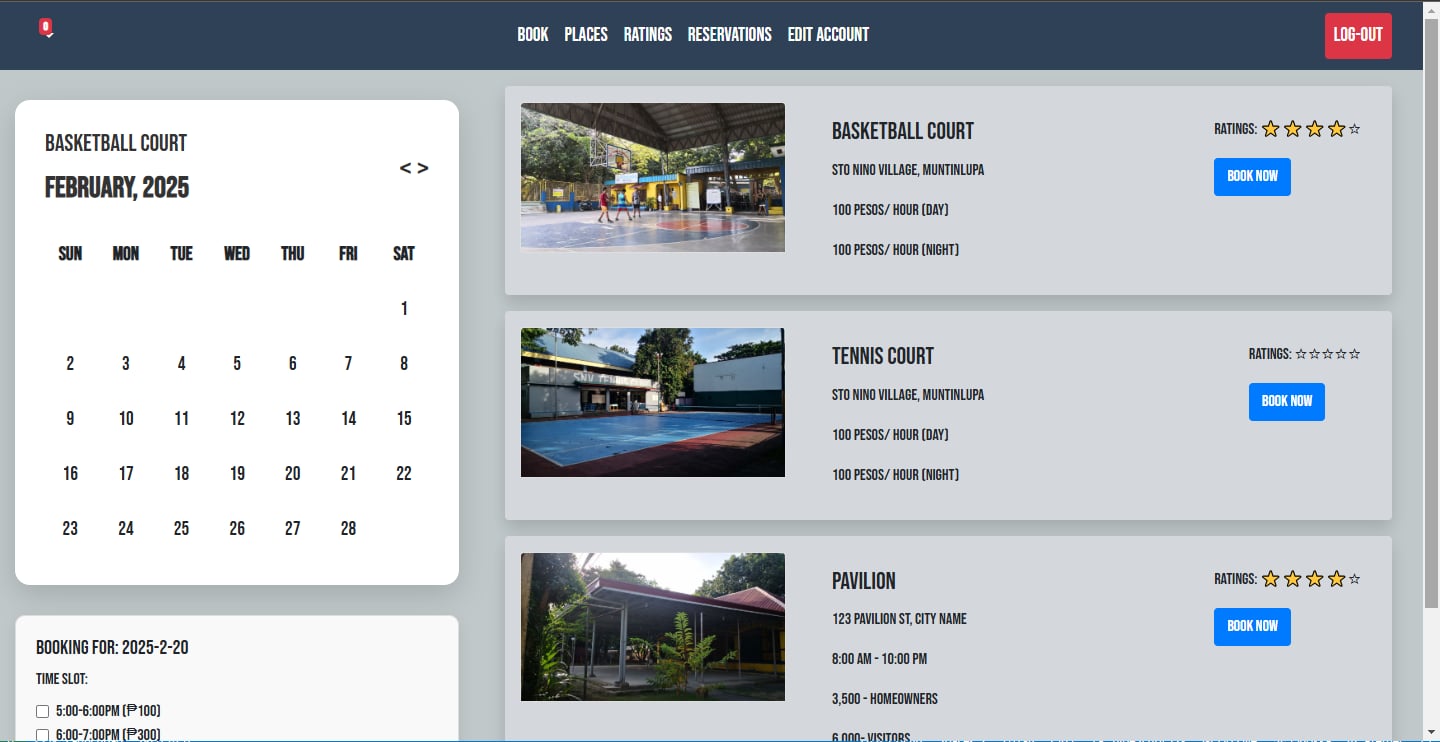 BOOK PLACES RATINGS RESERVATIONS EDIT ACCOUNT
LOG-OUT
BASKETBALL COURT
FEBRUARY, 2025
< >
SUN MON TUE WED THU FRI SAT
1
2 3 4 5 6 7 8
9 10 11 12 13 14 15
16 17 18 19 20 21 22
23 24 25 26 27 28
BOOKING FOR: 2025-2-20
TIME SLOT:
5:00-6:00PM (₱100)
6:00-7:00PM (₱300)
BASKETBALL COURT
STO NINO VILLAGE, MUNTINLUPA
100 PESOS/ HOUR (DAY)
100 PESOS/ HOUR (NIGHT)
RATINGS:
BOOK NOW
TENNIS COURT
STO NINO VILLAGE, MUNTINLUPA
100 PESOS/ HOUR (DAY)
100 PESOS/ HOUR (NIGHT)
RATINGS:
BOOK NOW
SNV TENNIS
PAVILION
123 PAVILION ST, CITY NAME
8:00 AM - 10:00 PM
3,500 - HOMEOWNERS
6,000- VISITORS
RATINGS:
BOOK NOW